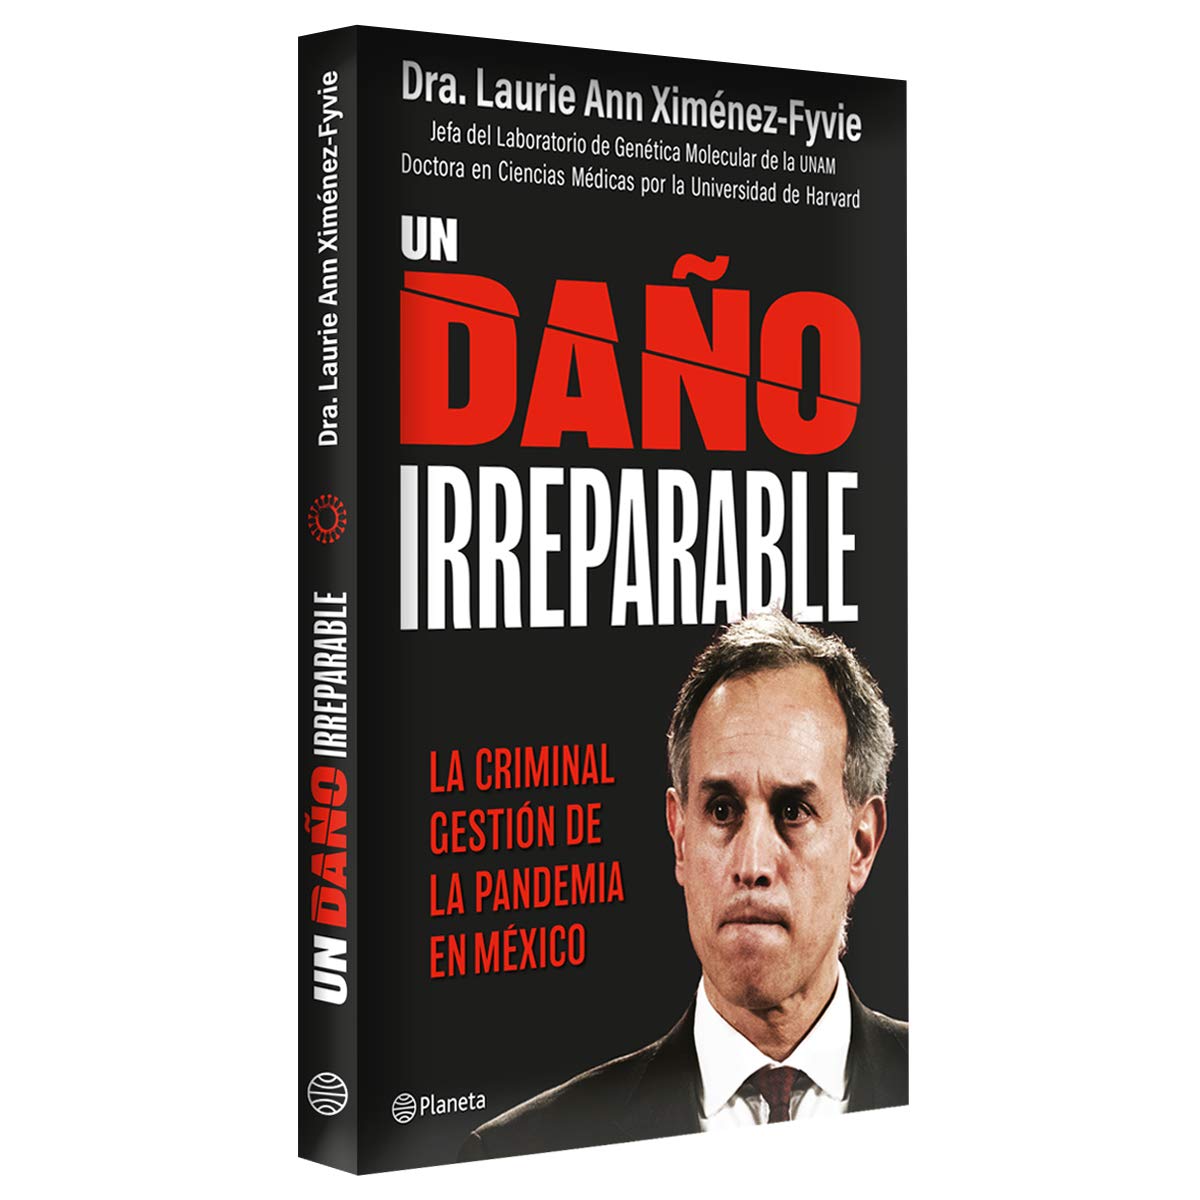 Dra. Laurie Ann Ximénez-Fyvie
Jefa del Laboratorio de Genética Molecular de la UNAM
Doctora en Ciencias Médicas por la Universidad de Harvard
UN
DAÑO
IRREPARABLE
LA CRIMINAL
GESTIÓN DE
LA PANDEMIA
EN MÉXICO
Planeta
Dra. Laurie Ann Ximénez-Fyvie
UN DAÑO IRREPARABLE